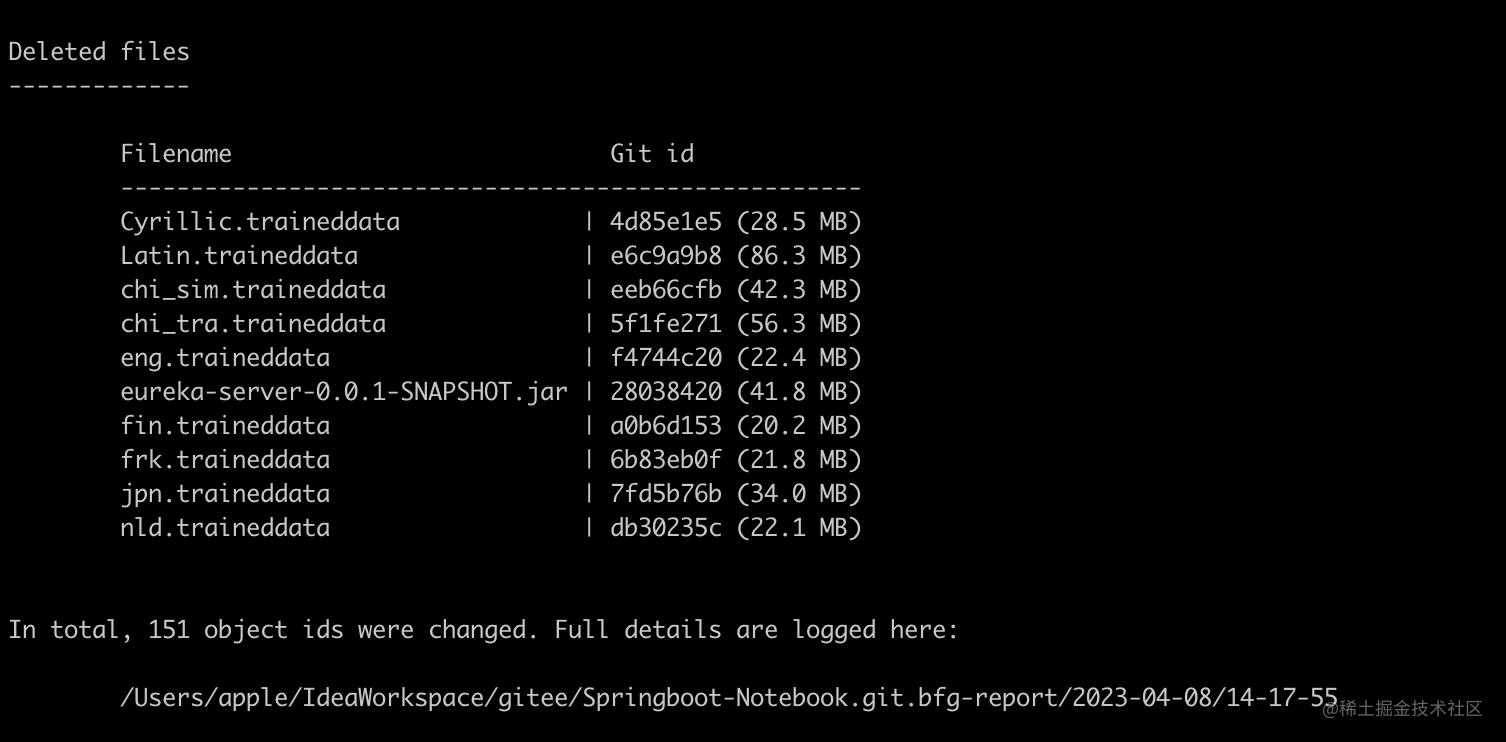 Deleted files
-------------
Filename Git id
-----------------------------------------------------
Cyrillic.traineddata | 4d85e1e5 (28.5 MB)
Latin.traineddata | e6c9a9b8 (86.3 MB)
chi_sim.traineddata | eeb66cfb (42.3 MB)
chi_tra.traineddata | 5f1fe271 (56.3 MB)
eng.traineddata | f4744c20 (22.4 MB)
eureka-server-0.0.1-SNAPSHOT.jar | 28038420 (41.8 MB)
fin.traineddata | a0b6d153 (20.2 MB)
frk.traineddata | 6b83eb0f (21.8 MB)
jpn.traineddata | 7fd5b76b (34.0 MB)
nld.traineddata | db30235c (22.1 MB)
In total, 151 object ids were changed. Full details are logged here:
/Users/apple/IdeaWorkspace/gitee/Springboot-Notebook.git.bfg-report/2023-04-08/14-17-55
@稀土掘金技术社区